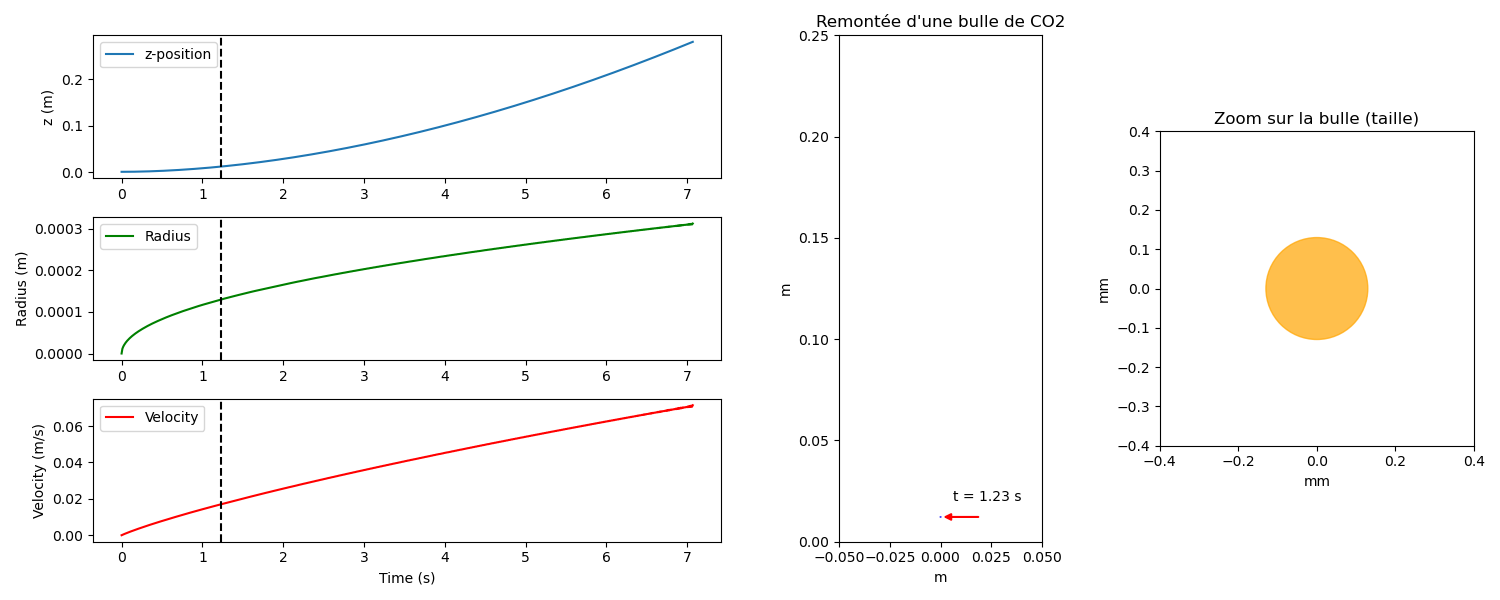 z-position
z (m)
0.2
0.1
0.0
0 1 2 3 4 5 6 7
Radius
Radius (m)
0.0003
0.0002
0.0001
0.0000
0 1 2 3 4 5 6 7
Velocity
Velocity (m/s)
0.06
0.04
0.02
0.00
0 1 2 3 4 5 6 7
Time (s)
Remontée d'une bulle de CO2
0.25
0.20
0.15
m
0.10
0.05
t = 1.23 s
0.00
−0.050 −0.025 0.000 0.025 0.050
m
Zoom sur la bulle (taille)
0.4
0.3
0.2
0.1
mm
0.0
−0.1
−0.2
−0.3
−0.4
−0.4 −0.2 0.0 0.2 0.4
mm